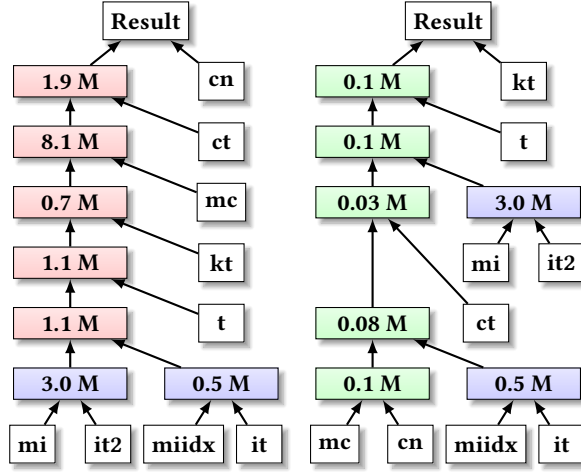 Result
1.9 M
cn
8.1 M
ct
0.7 M
mc
1.1 M
kt
1.1 M
t
3.0 M
0.5 M
mi
it2
miidx
it
Result
0.1 M
kt
0.1 M
t
0.03 M
3.0 M
mi
it2
0.08 M
ct
0.1 M
0.5 M
mc
cn
miidx
it